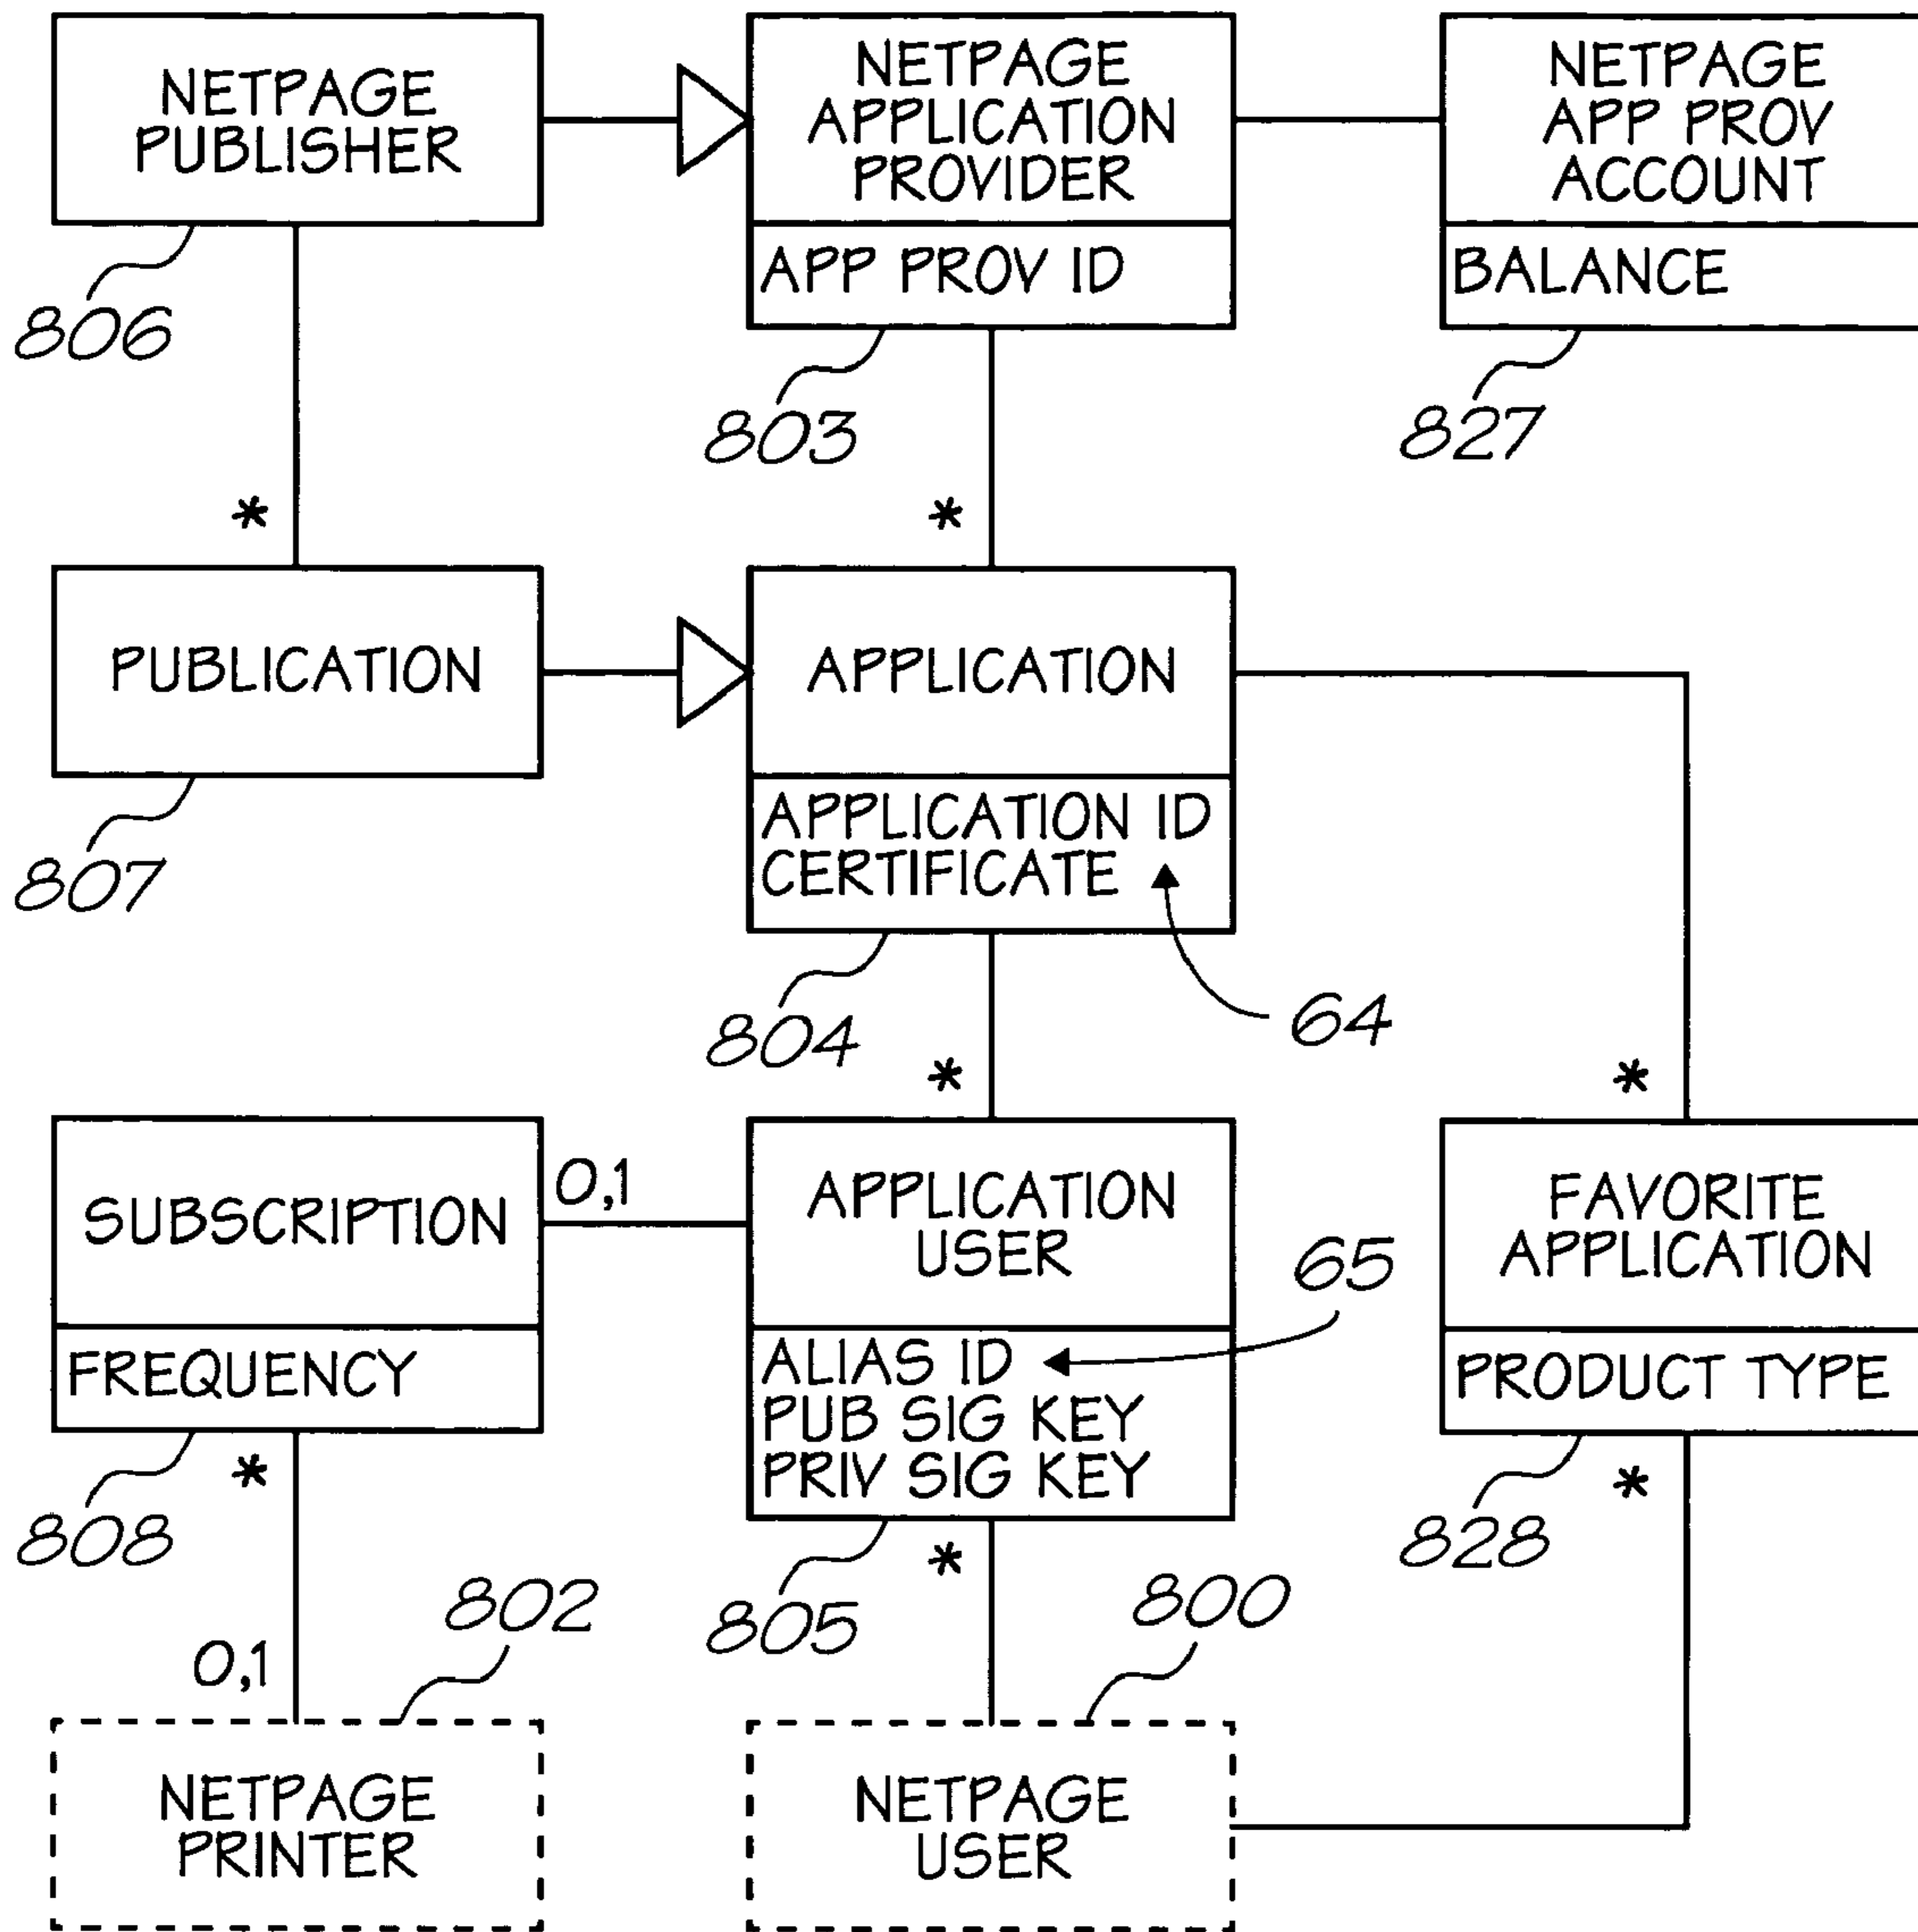 NETPAGE
PUBLISHER
NETPAGE
APPLICATION
PROVIDER
APP PROV ID
NETPAGE
APP PROV
ACCOUNT
BALANCE
806
803
827
*
*
PUBLICATION
APPLICATION
APPLICATION ID
CERTIFICATE
807
804
64
*
*
SUBSCRIPTION
FREQUENCY
0,1
APPLICATION
USER
ALIAS ID
PUB SIG KEY
PRIV SIG KEY
65
FAVORITE
APPLICATION
PRODUCT TYPE
808
*
805
*
828
*
802
800
0,1
NETPAGE
PRINTER
NETPAGE
USER